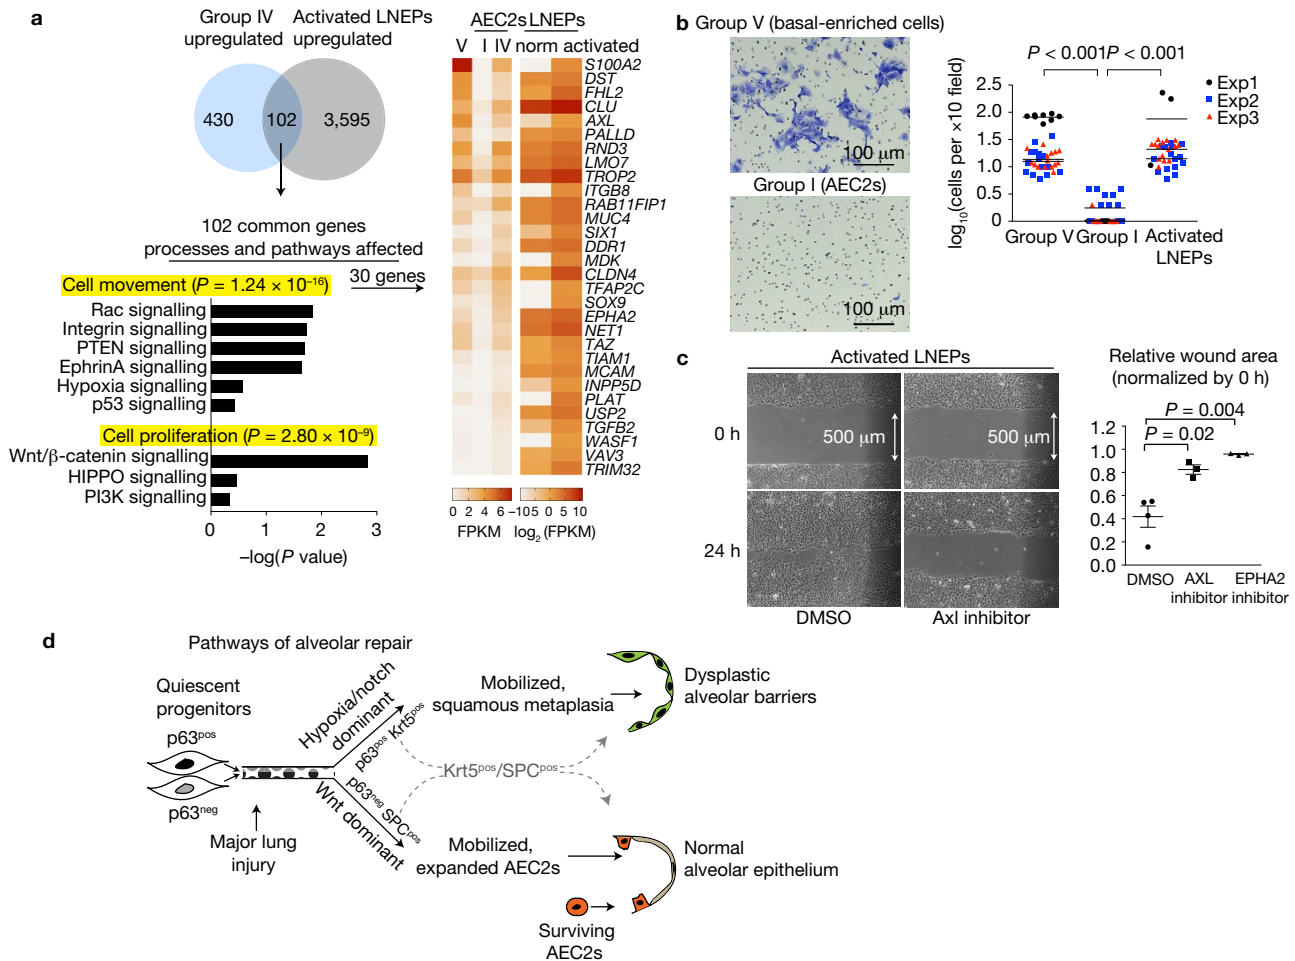 a
Group IV
upregulated
Activated LNEPs
upregulated
430
102
3,595
102 common genes
processes and pathways affected
30 genes
Cell movement (P = 1.24 × 10⁻¹⁶)
Rac signalling
Integrin signalling
PTEN signalling
EphrinA signalling
Hypoxia signalling
p53 signalling
Cell proliferation (P = 2.80 × 10⁻⁹)
Wnt/β-catenin signalling
HIPPO signalling
PI3K signalling
0 1 2 3
–log(P value)
AEC2s LNEPs
V I IV norm activated
S100A2
DST
FHL2
CLU
AXL
PALLD
RND3
LMO7
TROP2
ITGB8
RAB11FIP1
MUC4
SIX1
DDR1
MDK
CLDN4
TFAP2C
SOX9
EPHA2
NET1
TAZ
TIAM1
MCAM
INPP5D
PLAT
USP2
TGFB2
WASF1
VAV3
TRIM32
0 2 4 6
FPKM
–10 5 0 5 10
log₂ (FPKM)
b
Group V (basal-enriched cells)
100 μm
Group I (AEC2s)
100 μm
P < 0.001 P < 0.001
Exp1
Exp2
Exp3
log₁₀(cells per ×10 field)
2.5
2.0
1.5
1.0
0.5
0
Group V Group I Activated
LNEPs
c
Activated LNEPs
0 h
500 μm
500 μm
24 h
DMSO
Axl inhibitor
Relative wound area
(normalized by 0 h)
P = 0.004
P = 0.02
1.2
1.0
0.8
0.6
0.4
0.2
0.0
DMSO AXL EPHA2
inhibitor inhibitor
d
Pathways of alveolar repair
Quiescent
progenitors
p63ᵖᵒˢ
p63ⁿᵉᵍ
Major lung
injury
Hypoxia/notch
dominant
p63ᵖᵒˢ Krt5ᵖᵒˢ
p63ⁿᵉᵍ SPCᵖᵒˢ
Wnt dominant
Mobilized,
squamous metaplasia
Dysplastic
alveolar barriers
Krt5ᵖᵒˢ/SPCᵖᵒˢ
Mobilized,
expanded AEC2s
Normal
alveolar epithelium
Surviving
AEC2s